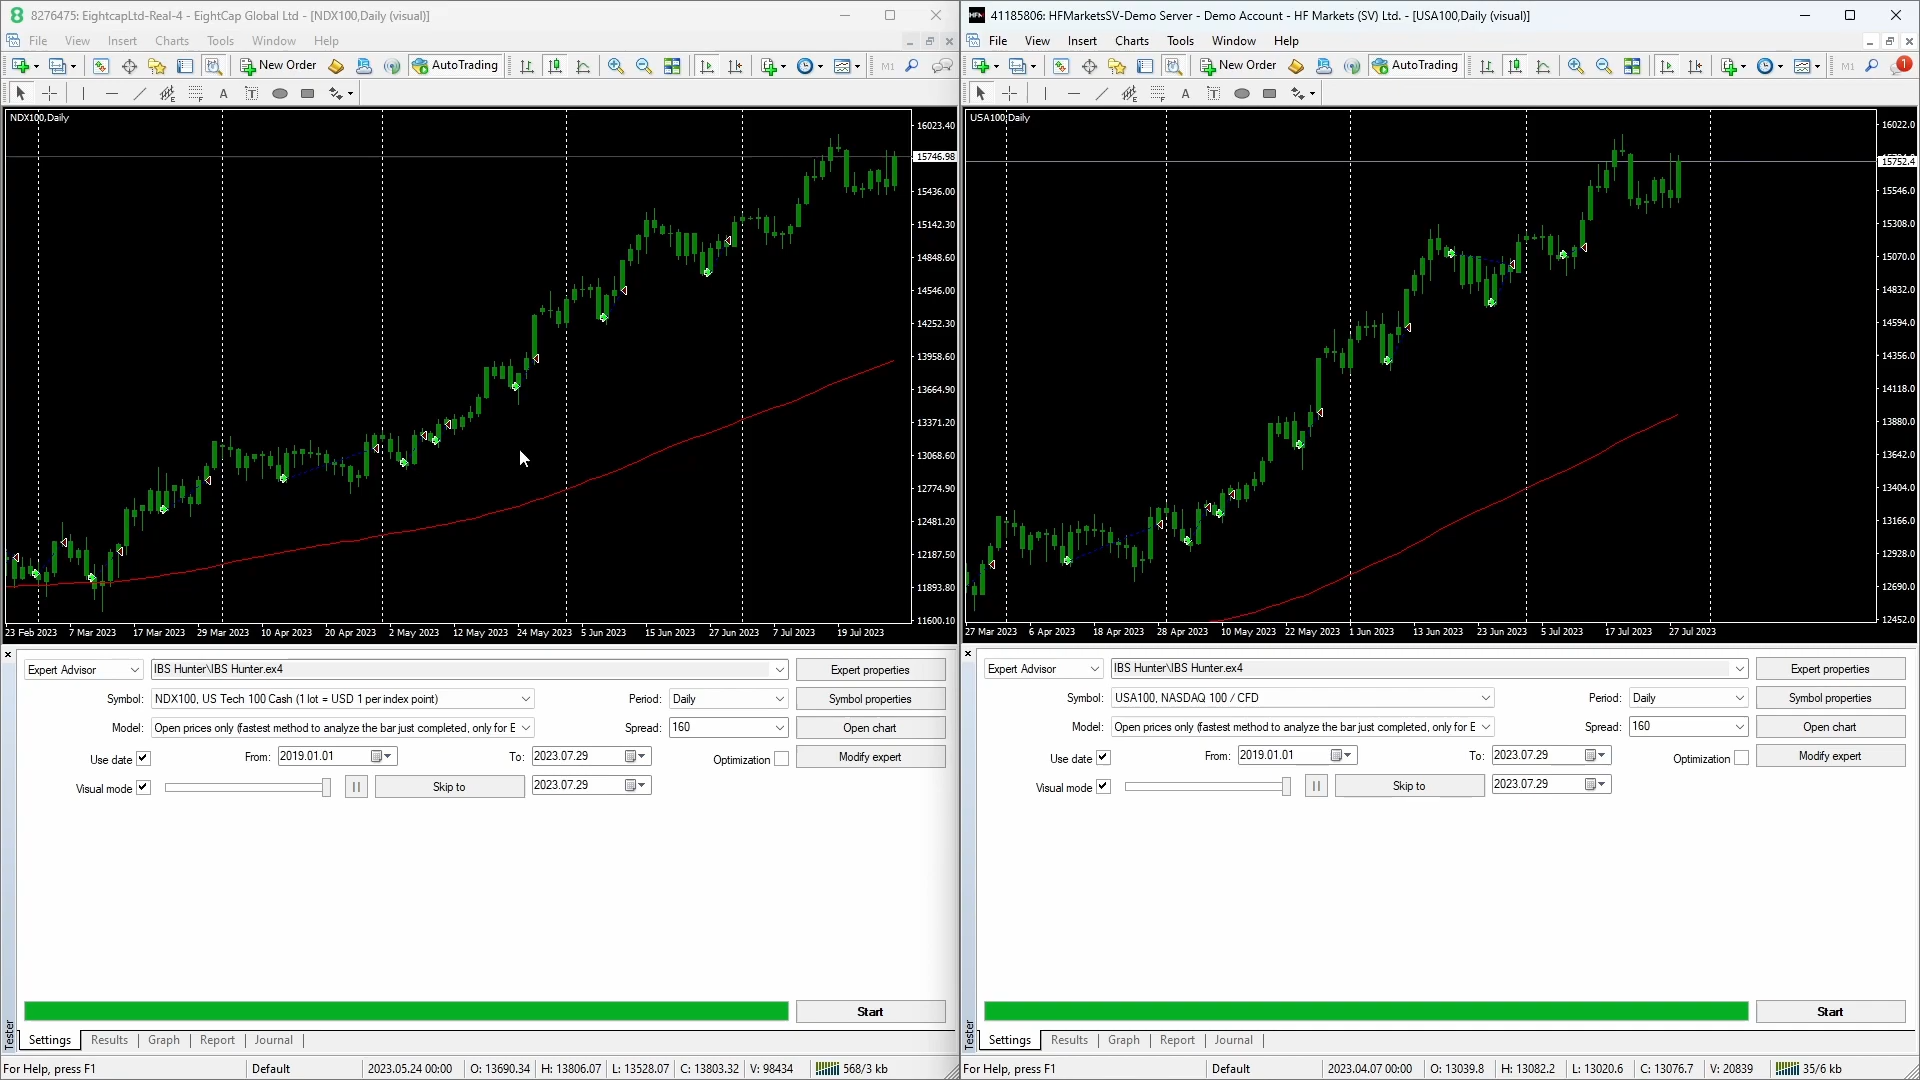 8276475: EightcapLtd-Real-4 - EightCap Global Ltd - [NDX100,Daily (visual)]
File View Insert Charts Tools Window Help
New Order AutoTrading M1
NDX100,Daily
16023.40
15746.98
15436.00
15142.30
14848.60
14546.00
14252.30
13958.60
13664.90
13371.20
13068.60
12774.90
12481.20
12187.50
11893.80
11600.10
23 Feb 2023 7 Mar 2023 17 Mar 2023 29 Mar 2023 10 Apr 2023 20 Apr 2023 2 May 2023 12 May 2023 24 May 2023 5 Jun 2023 15 Jun 2023 27 Jun 2023 7 Jul 2023 19 Jul 2023
Expert Advisor IBS Hunter\IBS Hunter.ex4 Expert properties
Symbol: NDX100, US Tech 100 Cash (1 lot = USD 1 per index point) Period: Daily Symbol properties
Model: Open prices only (fastest method to analyze the bar just completed, only for E Spread: 160 Open chart
Use date From: 2019.01.01 To: 2023.07.29 Optimization Modify expert
Visual mode Skip to 2023.07.29
Start
Tester
Settings Results Graph Report Journal
For Help, press F1 Default 2023.05.24 00:00 O: 13690.34 H: 13806.07 L: 13528.07 C: 13803.32 V: 98434 568/3 kb
41185806: HFMarketsSV-Demo Server - Demo Account - HF Markets (SV) Ltd. - [USA100,Daily (visual)]
File View Insert Charts Tools Window Help
New Order AutoTrading M1 1
USA100,Daily
16022.0
15752.4
15546.0
15308.0
15070.0
14832.0
14594.0
14356.0
14118.0
13880.0
13642.0
13404.0
13166.0
12928.0
12690.0
12452.0
27 Mar 2023 6 Apr 2023 18 Apr 2023 28 Apr 2023 10 May 2023 22 May 2023 1 Jun 2023 13 Jun 2023 23 Jun 2023 5 Jul 2023 17 Jul 2023 27 Jul 2023
Expert Advisor IBS Hunter\IBS Hunter.ex4 Expert properties
Symbol: USA100, NASDAQ 100 / CFD Period: Daily Symbol properties
Model: Open prices only (fastest method to analyze the bar just completed, only for E Spread: 160 Open chart
Use date From: 2019.01.01 To: 2023.07.29 Optimization Modify expert
Visual mode Skip to 2023.07.29
Start
Tester
Settings Results Graph Report Journal
For Help, press F1 Default 2023.04.07 00:00 O: 13039.8 H: 13082.2 L: 13020.6 C: 13076.7 V: 20839 35/6 kb